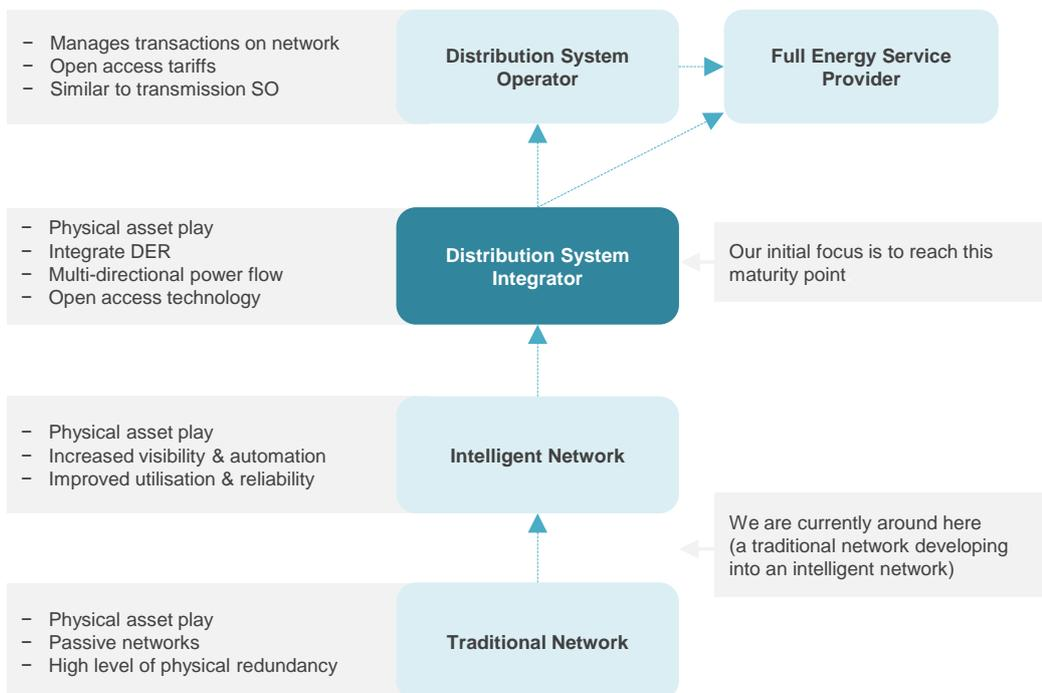 − Manages transactions on network
− Open access tariffs
− Similar to transmission SO
Distribution System
Operator
Full Energy Service
Provider
− Physical asset play
− Integrate DER
− Multi-directional power flow
− Open access technology
Distribution System
Integrator
Our initial focus is to reach this
maturity point
− Physical asset play
− Increased visibility & automation
− Improved utilisation & reliability
Intelligent Network
We are currently around here
(a traditional network developing
into an intelligent network)
− Physical asset play
− Passive networks
− High level of physical redundancy
Traditional Network